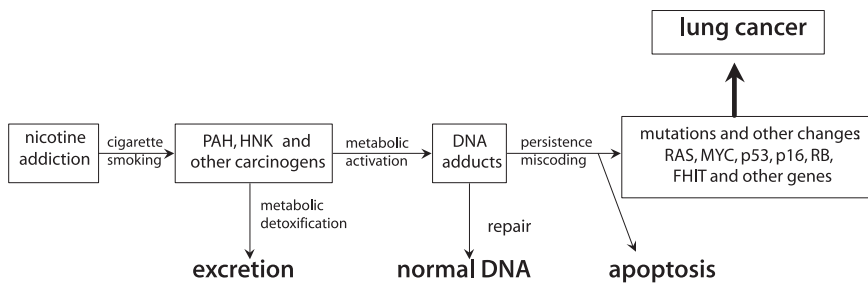 lung cancer
nicotine
addiction
cigarette
smoking
PAH, HNK and
other carcinogens
metabolic
activation
DNA
adducts
persistence
miscoding
mutations and other changes
RAS, MYC, p53, p16, RB,
FHIT and other genes
metabolic
detoxification
repair
excretion
normal DNA
apoptosis